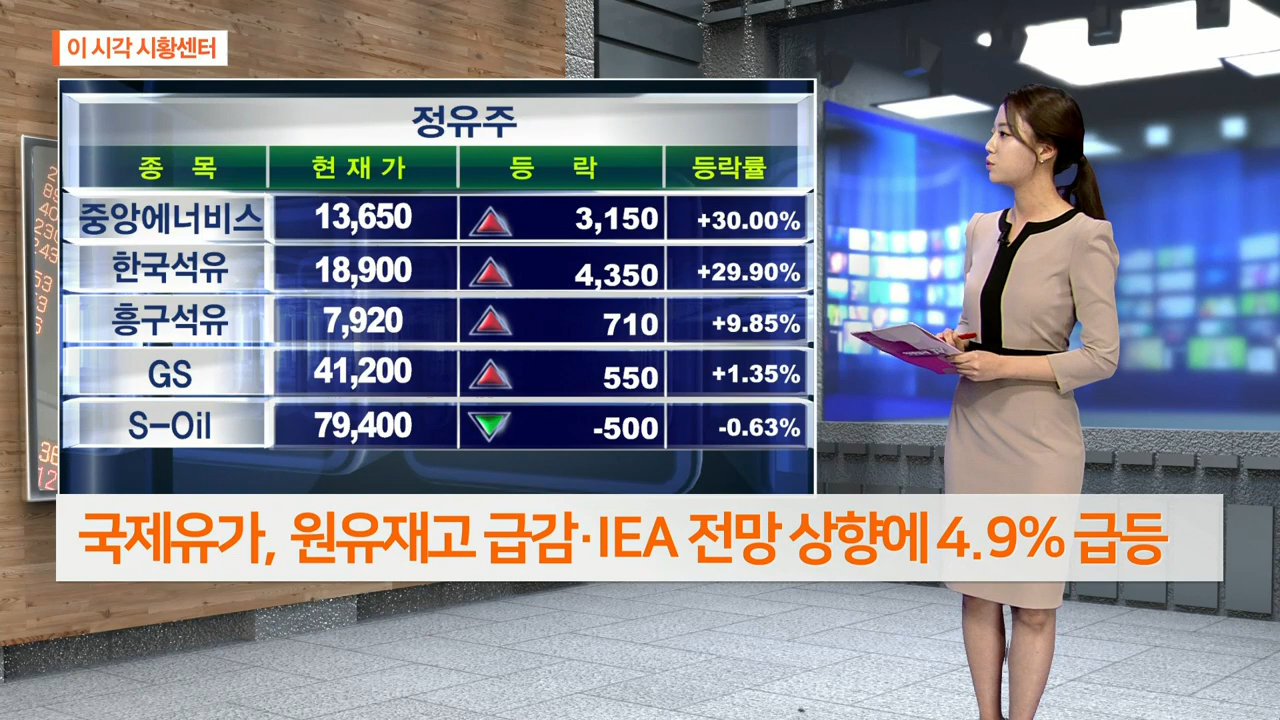 이 시각 시황센터
정유주
종 목 현 재 가 등 락 등락률
중앙에너비스 13,650 3,150 +30.00%
한국석유 18,900 4,350 +29.90%
흥구석유 7,920 710 +9.85%
GS 41,200 550 +1.35%
S-Oil 79,400 -500 -0.63%
국제유가, 원유재고 급감·IEA 전망 상향에 4.9% 급등